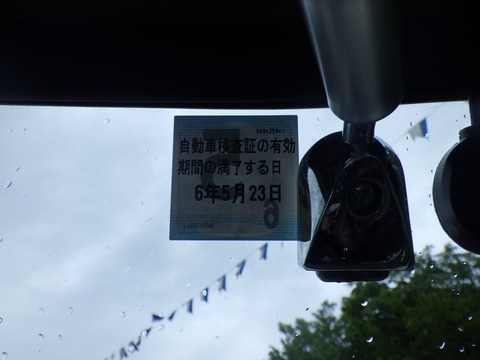 自動車検査証の有効
期間の満了する日
6年5月23日
6